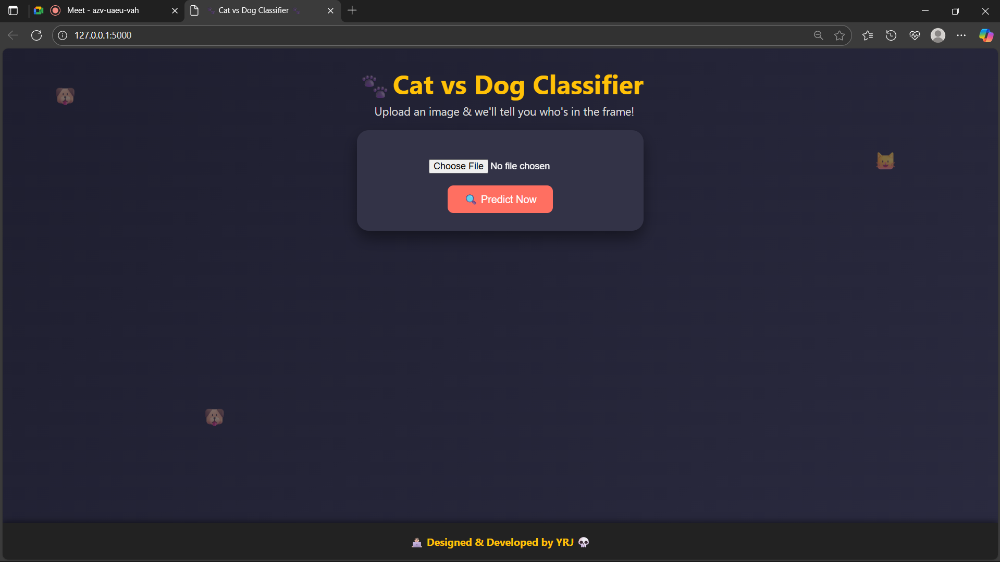 Meet - azv-uaeu-vah
Cat vs Dog Classifier
127.0.0.1:5000
🐾 Cat vs Dog Classifier
Upload an image & we'll tell you who's in the frame!
Choose File No file chosen
🔍 Predict Now
Designed & Developed by YRJ 💀